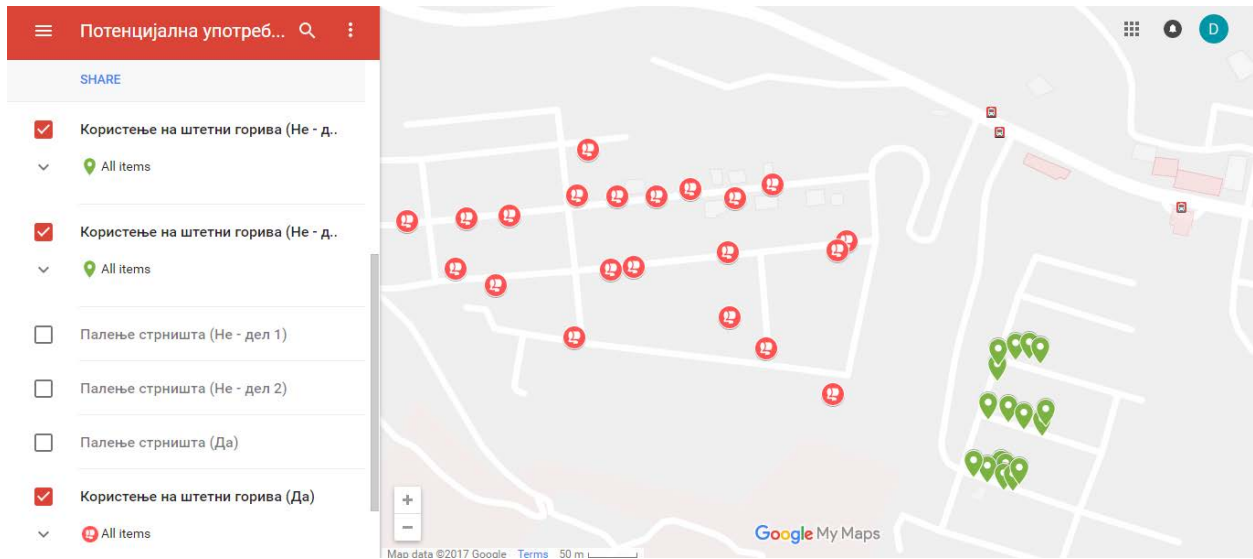 Потенцијална употреб...
SHARE
Користење на штетни горива (Не - д..
All items
Користење на штетни горива (Не - д..
All items
Палење стрништа (Не - дел 1)
Палење стрништа (Не - дел 2)
Палење стрништа (Да)
Користење на штетни горива (Да)
All items
D
+
−
Google My Maps
Map data ©2017 Google Terms 50 m